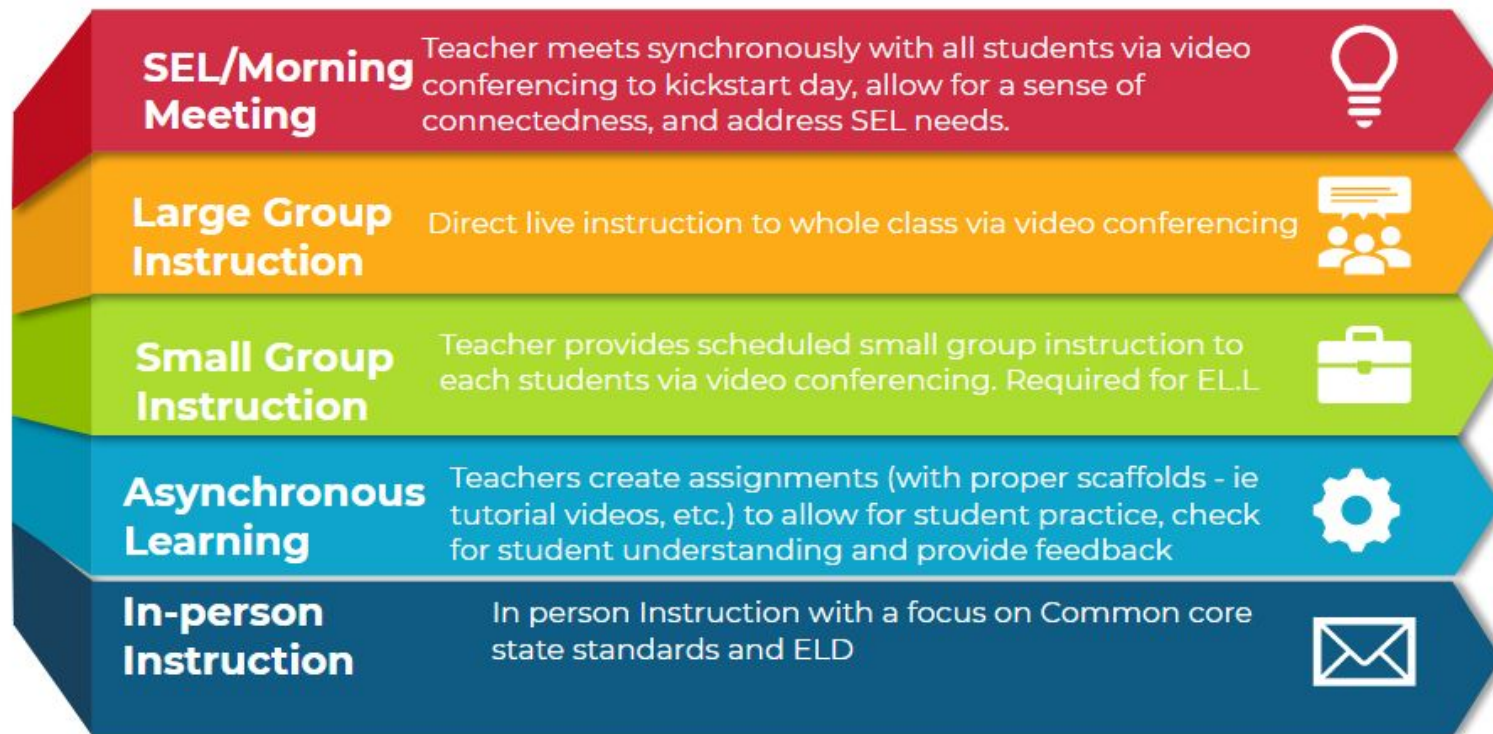 SEL/Morning
Meeting
Teacher meets synchronously with all students via video
conferencing to kickstart day, allow for a sense of
connectedness, and address SEL needs.
Large Group
Instruction
Direct live instruction to whole class via video conferencing
Small Group
Instruction
Teacher provides scheduled small group instruction to
each students via video conferencing. Required for EL.L
Asynchronous
Learning
Teachers create assignments (with proper scaffolds - ie
tutorial videos, etc.) to allow for student practice, check
for student understanding and provide feedback
In-person
Instruction
In person Instruction with a focus on Common core
state standards and ELD